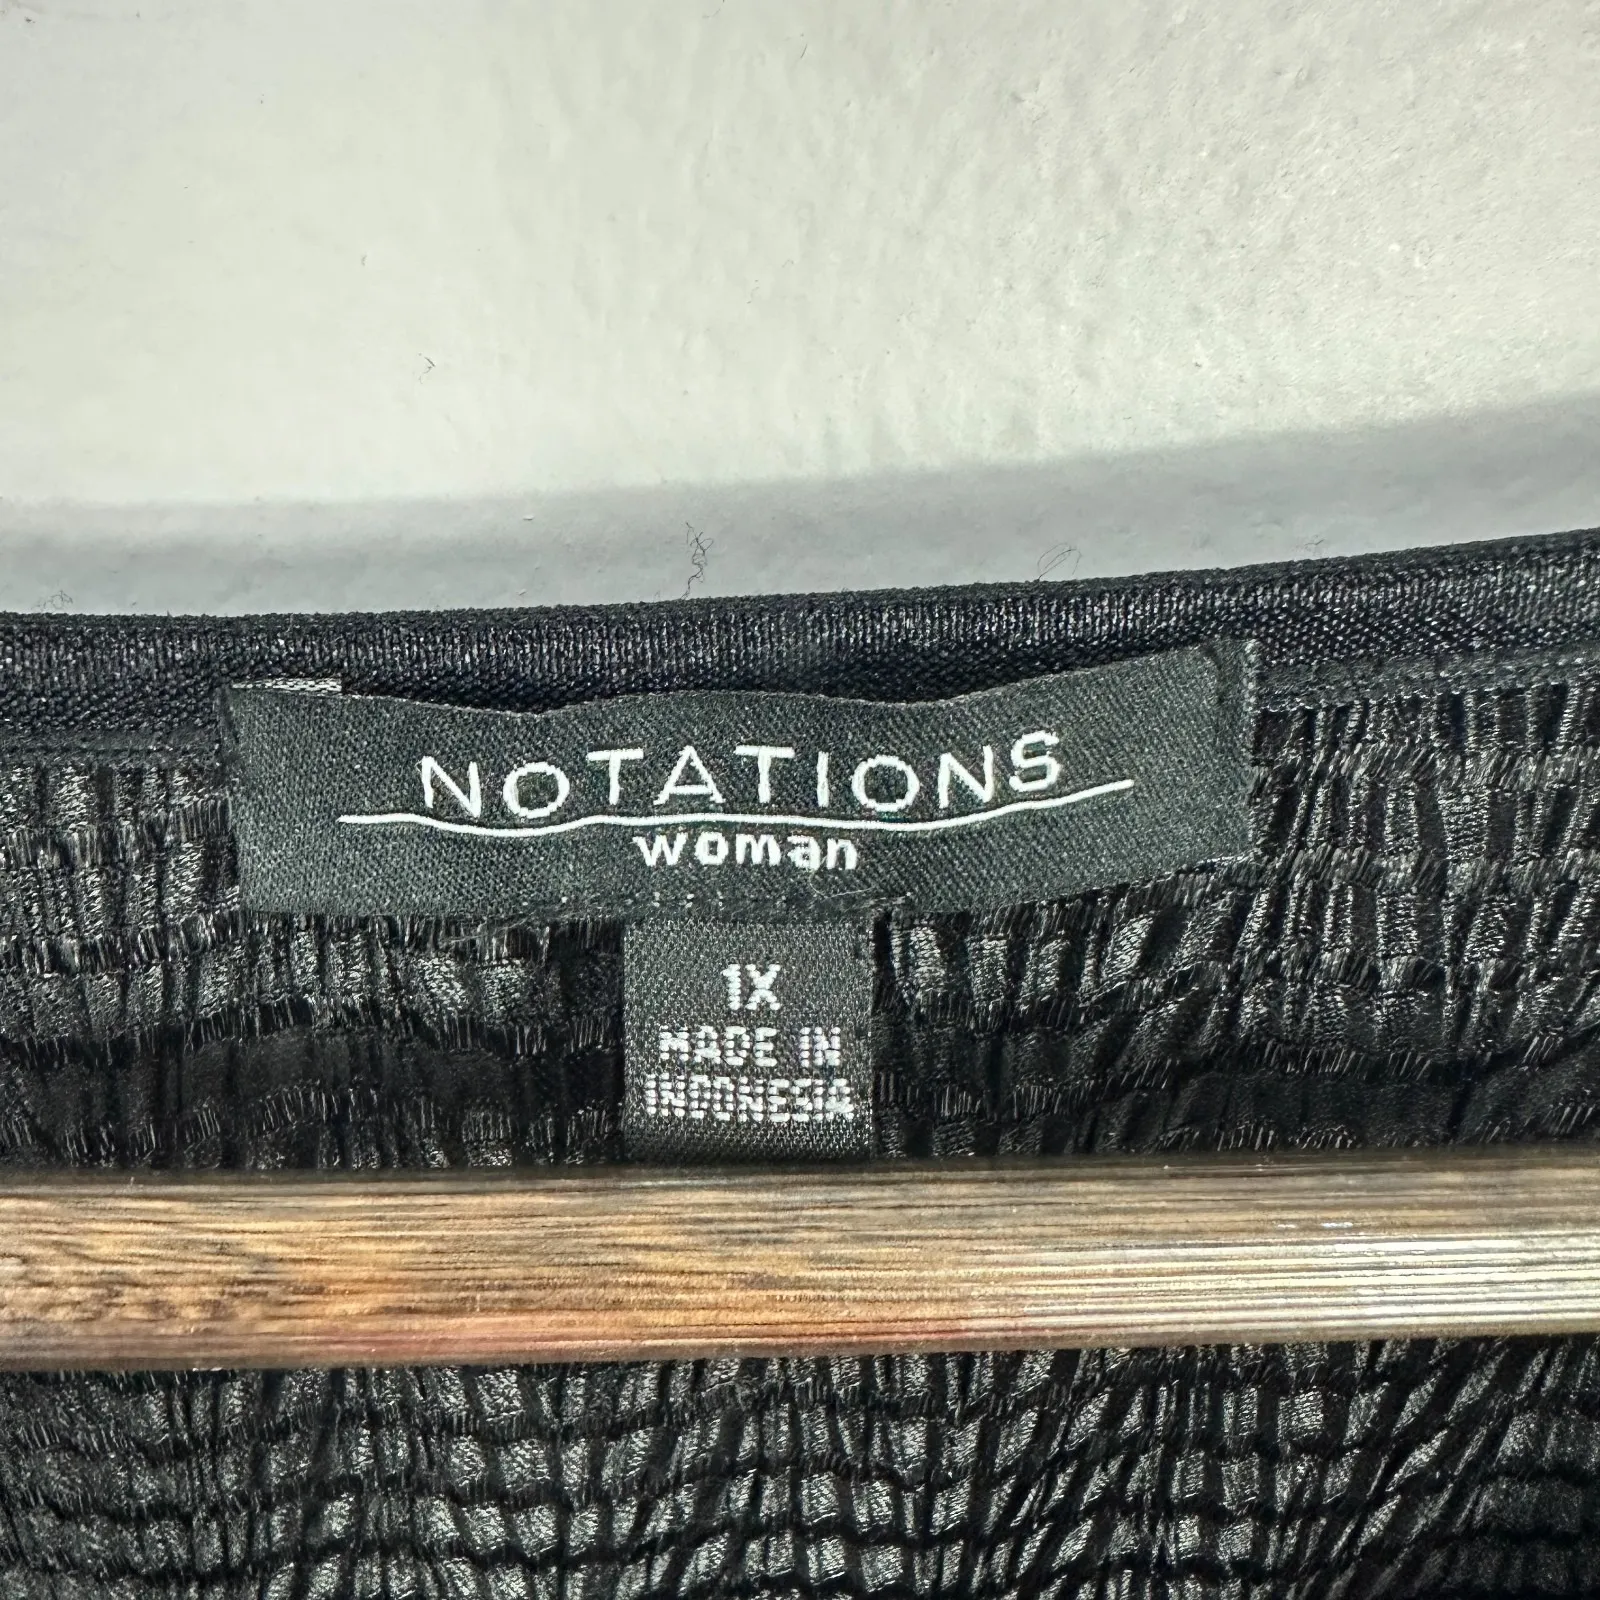 NOTATIONS
woman
1X
MADE IN
INDONESIA